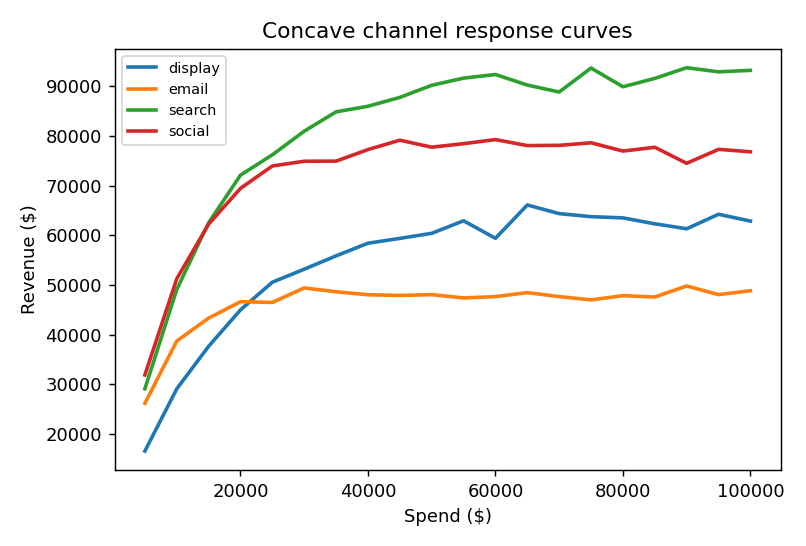 Concave channel response curves
display
email
search
social
90000
80000
70000
60000
50000
40000
30000
20000
Revenue ($)
20000 40000 60000 80000 100000
Spend ($)